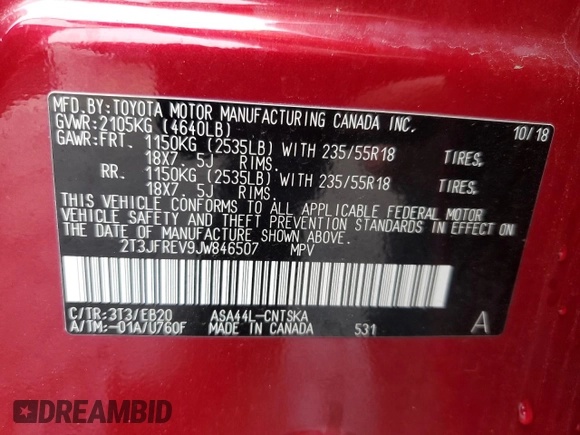 MFD.BY:TOYOTA MOTOR MANUFACTURING CANADA INC.
GVWR:2105KG (4640LB) 10/18
GAWR:FRT. 1150KG (2535LB) WITH 235/55R18 TIRES,
18X7.5J RIMS.
RR. 1150KG (2535LB) WITH 235/55R18 TIRES,
18X7.5J RIMS.
THIS VEHICLE CONFORMS TO ALL APPLICABLE FEDERAL MOTOR
VEHICLE SAFETY AND THEFT PREVENTION STANDARDS IN EFFECT ON
THE DATE OF MANUFACTURE SHOWN ABOVE.
2T3JFREV9JW846507 MPV
C/TR:3T3/EB20 ASA44L-CNTSKA
A/TM:-01A/U760F MADE IN CANADA 531 A
DREAMBID